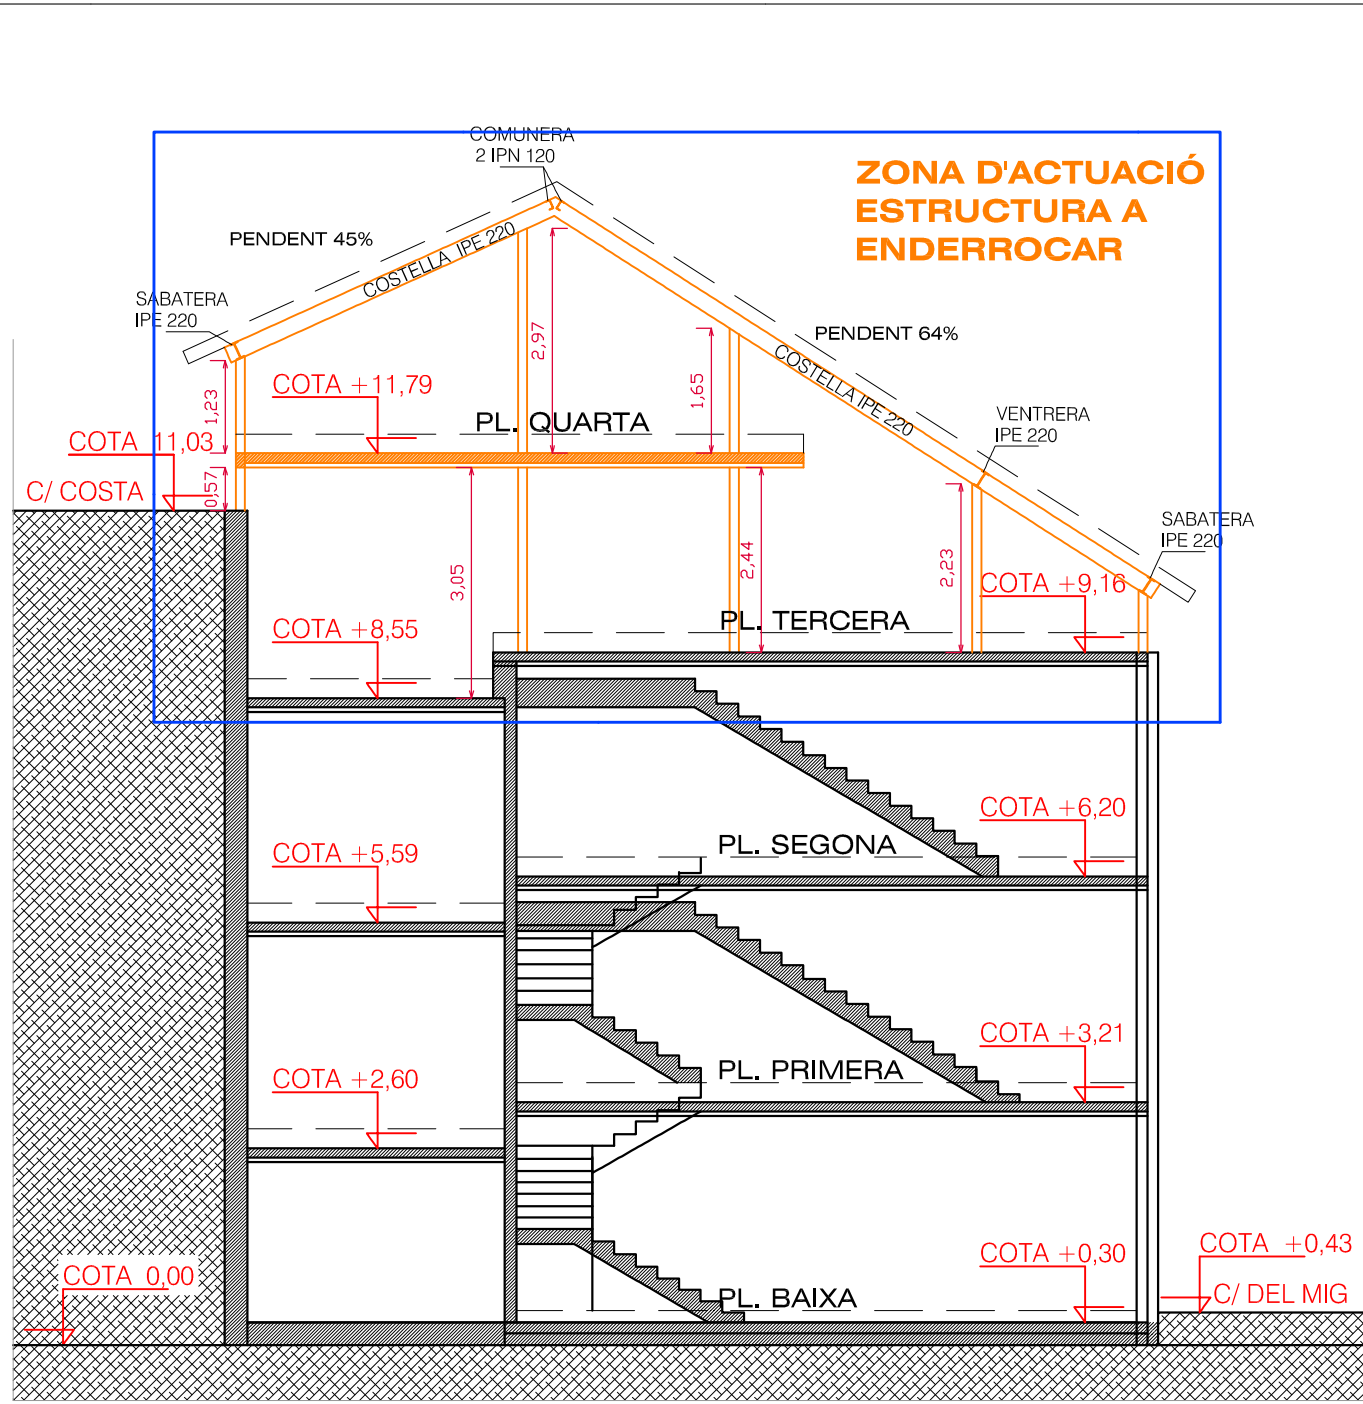 COMUNERA
2 IPN 120
ZONA D'ACTUACIÓ
ESTRUCTURA A
ENDERROCAR
PENDENT 45%
COSTELLA IPE 220
SABATERA
IPE 220
2,97
PENDENT 64%
COSTELLA IPE 220
1,65
1,23
COTA +11,79
PL. QUARTA
VENTRERA
IPE 220
COTA 11,03
C/ COSTA
0,57
SABATERA
IPE 220
3,05
2,44
2,23
COTA +9,16
COTA +8,55
PL. TERCERA
COTA +6,20
PL. SEGONA
COTA +5,59
COTA +3,21
PL. PRIMERA
COTA +2,60
COTA +0,30
COTA +0,43
COTA 0,00
PL. BAIXA
C/ DEL MIG